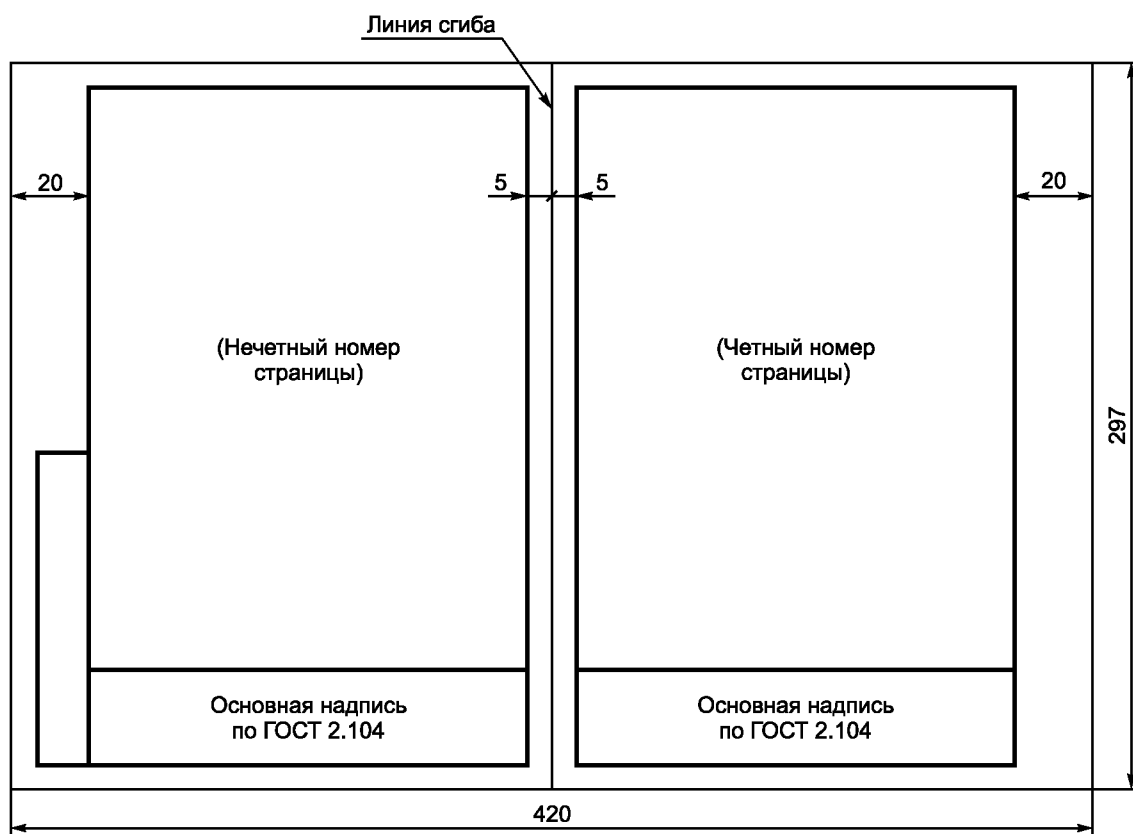 Линия сгиба
20
5
5
20
(Нечетный номер
страницы)
(Четный номер
страницы)
297
Основная надпись
по ГОСТ 2.104
Основная надпись
по ГОСТ 2.104
420